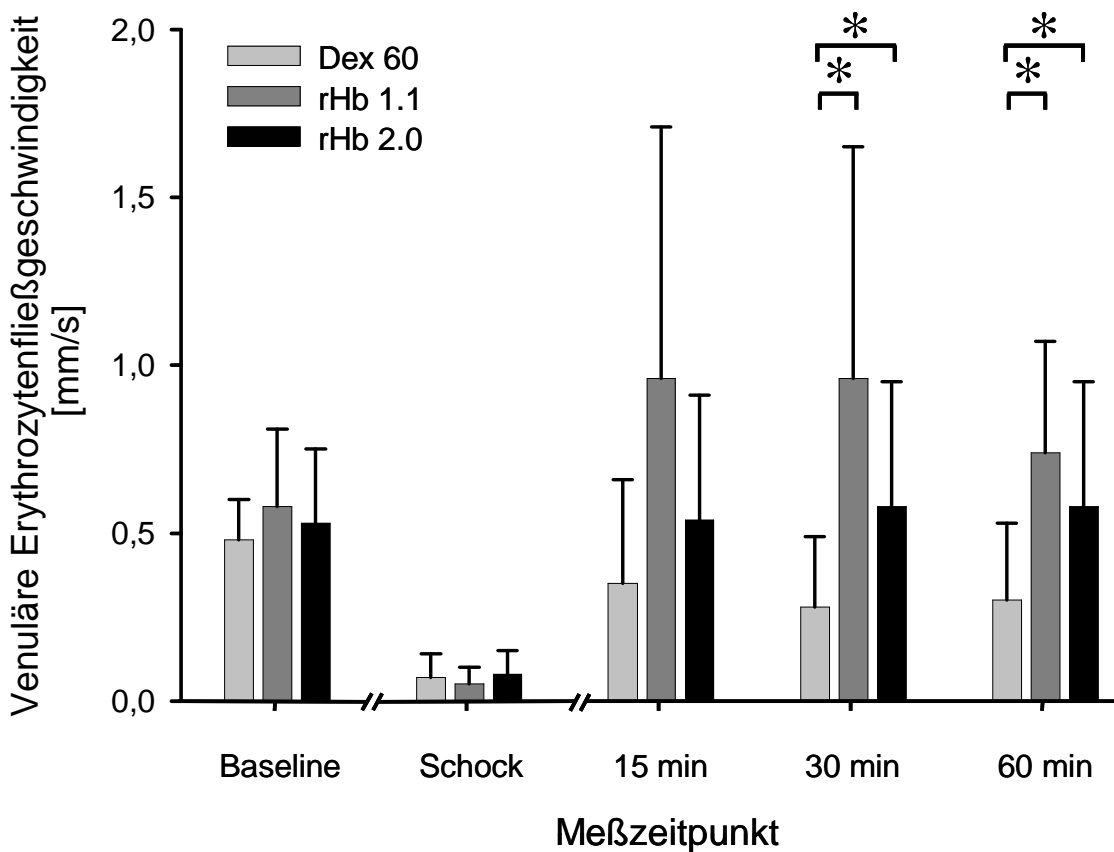 Venuläre Erythrozytenfließgeschwindigkeit
[mm/s]
2,0
1,5
1,0
0,5
0,0
Dex 60
rHb 1.1
rHb 2.0
* *
* *
Baseline Schock 15 min 30 min 60 min
Meßzeitpunkt